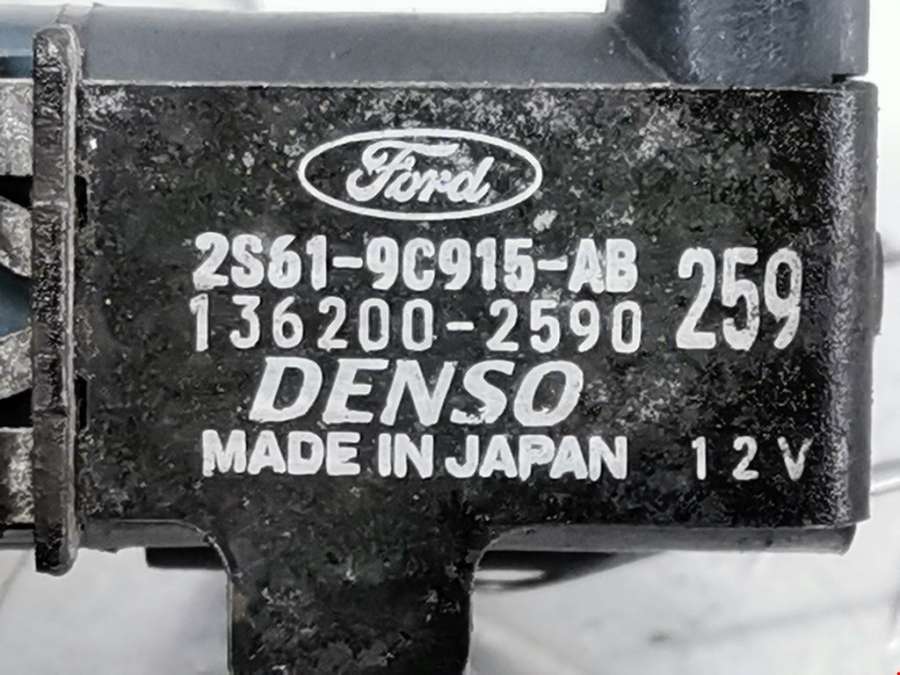 Ford
2S61-9C915-AB 259
136200-2590
DENSO
MADE IN JAPAN 12V